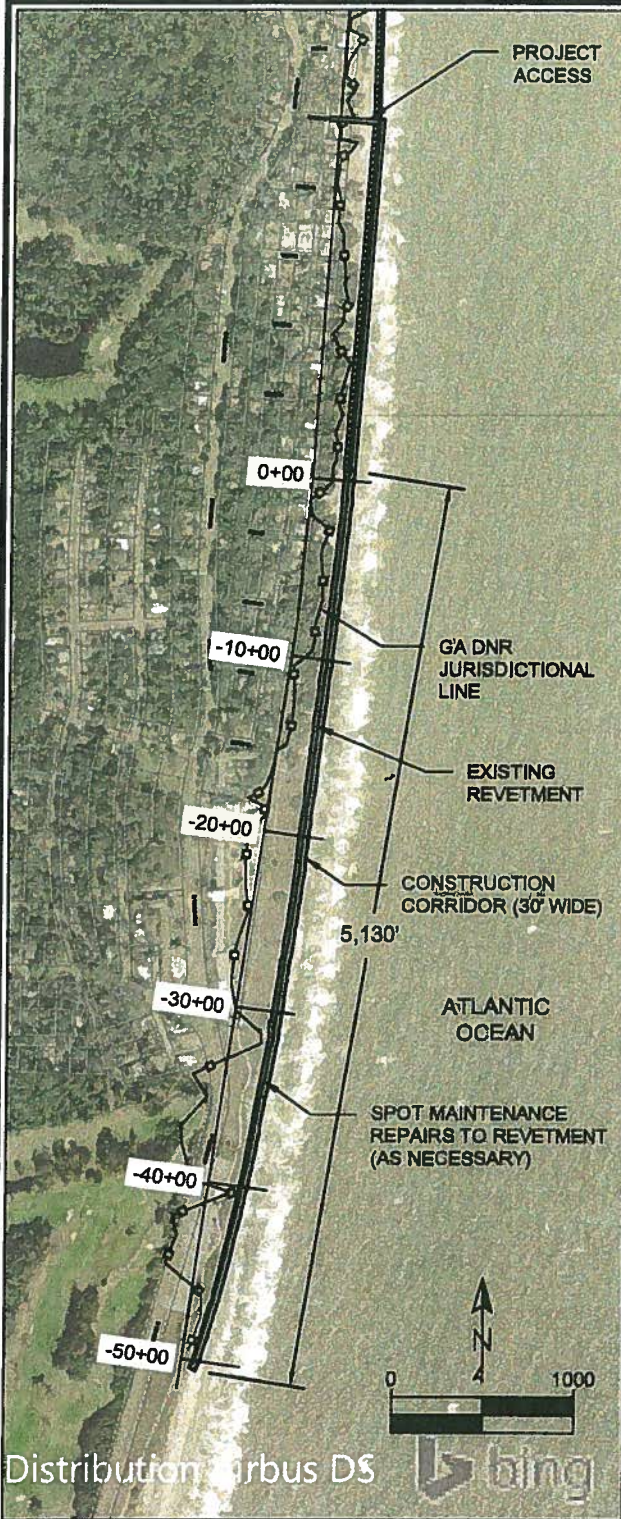 PROJECT
ACCESS
0+00
-10+00
GA DNR
JURISDICTIONAL
LINE
EXISTING
REVETMENT
-20+00
CONSTRUCTION
CORRIDOR (30' WIDE)
5,130'
-30+00
ATLANTIC
OCEAN
SPOT MAINTENANCE
REPAIRS TO REVETMENT
(AS NECESSARY)
-40+00
-50+00
N
0 1000
Distribution Airbus DS
bing